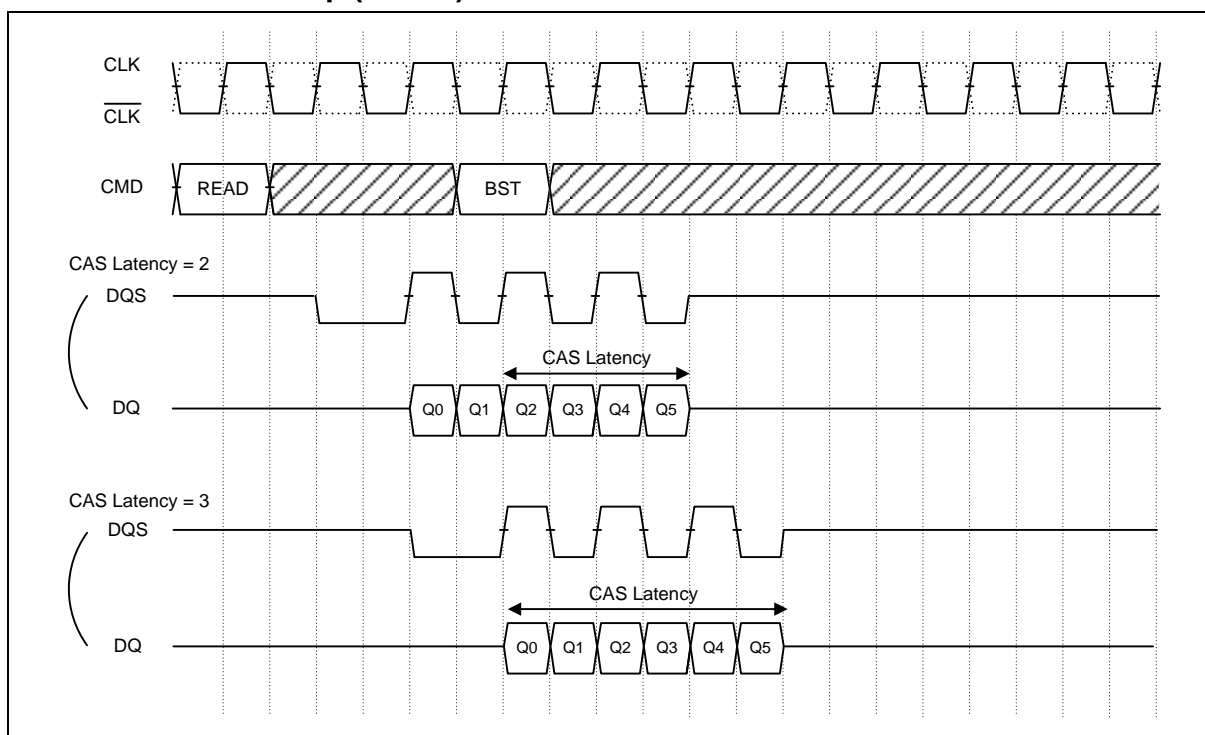 CLK
CLK
CMD
READ
BST
CAS Latency = 2
DQS
CAS Latency
DQ
Q0 Q1 Q2 Q3 Q4 Q5
CAS Latency = 3
DQS
CAS Latency
DQ
Q0 Q1 Q2 Q3 Q4 Q5